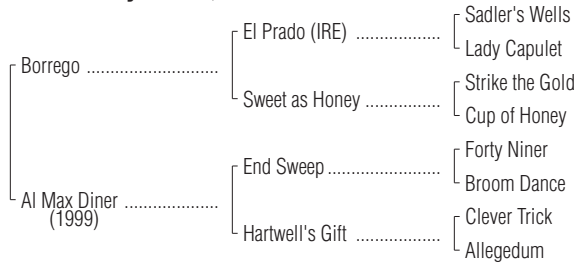 Sadler's Wells
El Prado (IRE) ..................
Lady Capulet
Borrego ............................
Strike the Gold
Sweet as Honey ................
Cup of Honey
Forty Niner
End Sweep ........................
Broom Dance
Al Max Diner ....................
(1999)
Clever Trick
Hartwell's Gift ..................
Allegedum